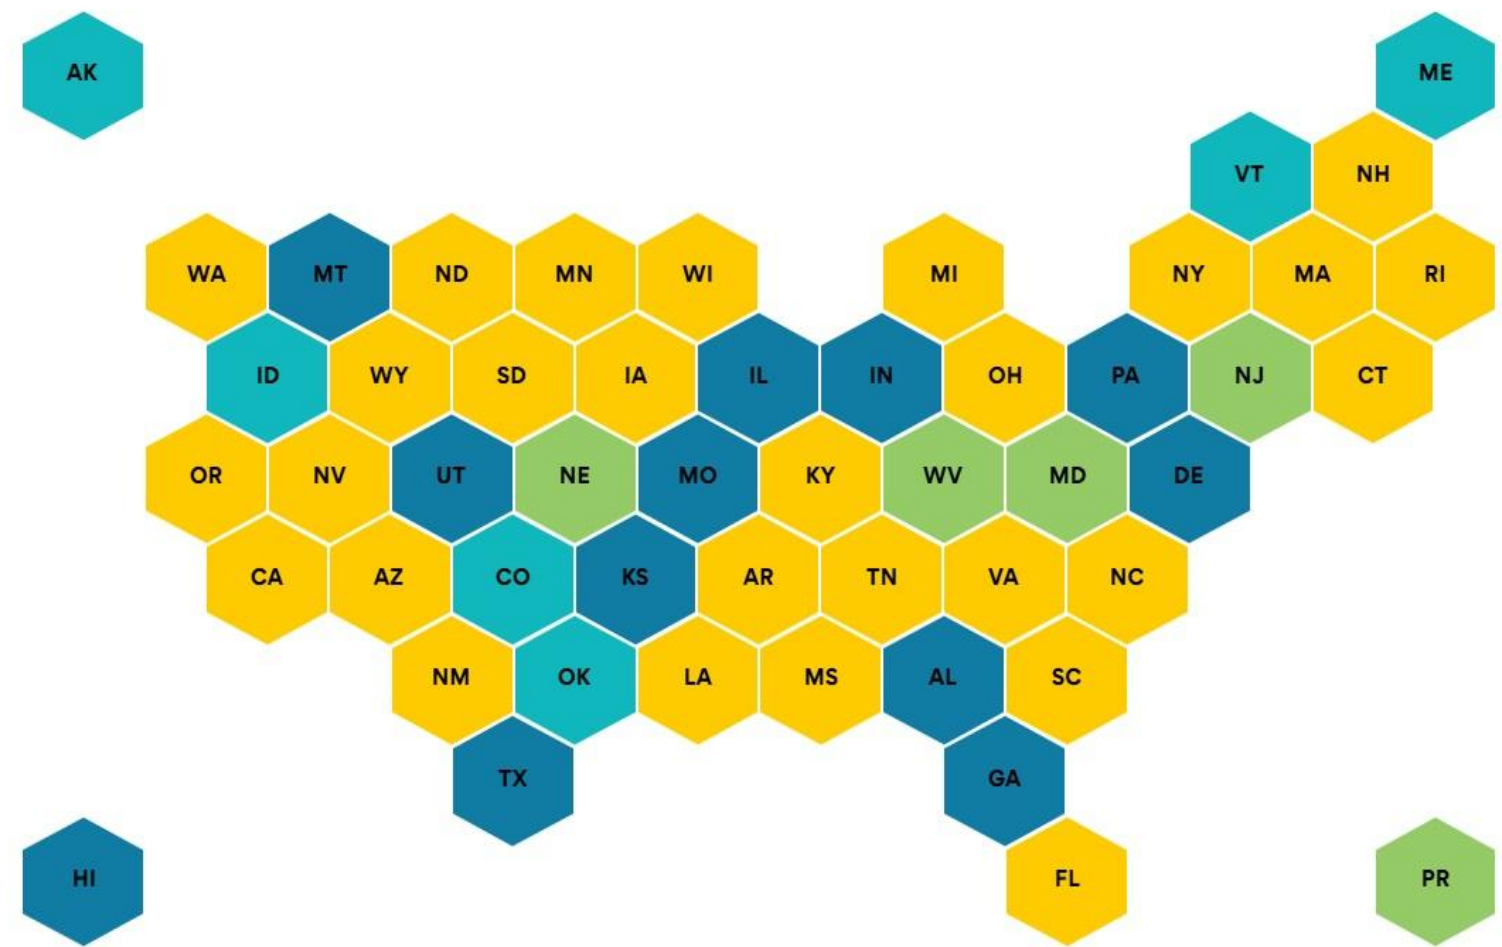 AK ME
VT NH
WA MT ND MN WI MI NY MA RI
ID WY SD IA IL IN OH PA NJ CT
OR NV UT NE MO KY WV MD DE
CA AZ CO KS AR TN VA NC
NM OK LA MS AL SC
TX GA
HI FL PR